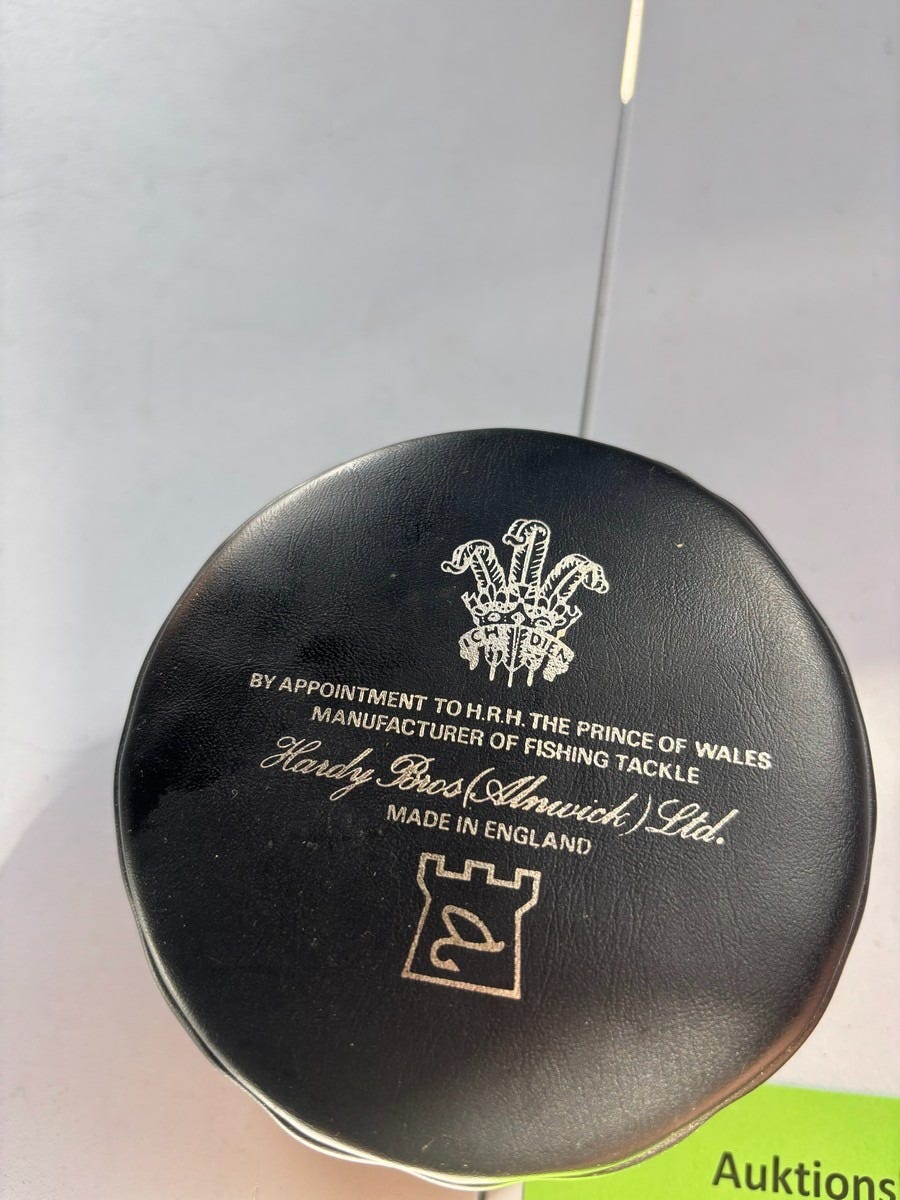 ICH DIEN
BY APPOINTMENT TO H.R.H. THE PRINCE OF WALES
MANUFACTURER OF FISHING TACKLE
Hardy Bros (Alnwick) Ltd.
MADE IN ENGLAND
a
Auktions